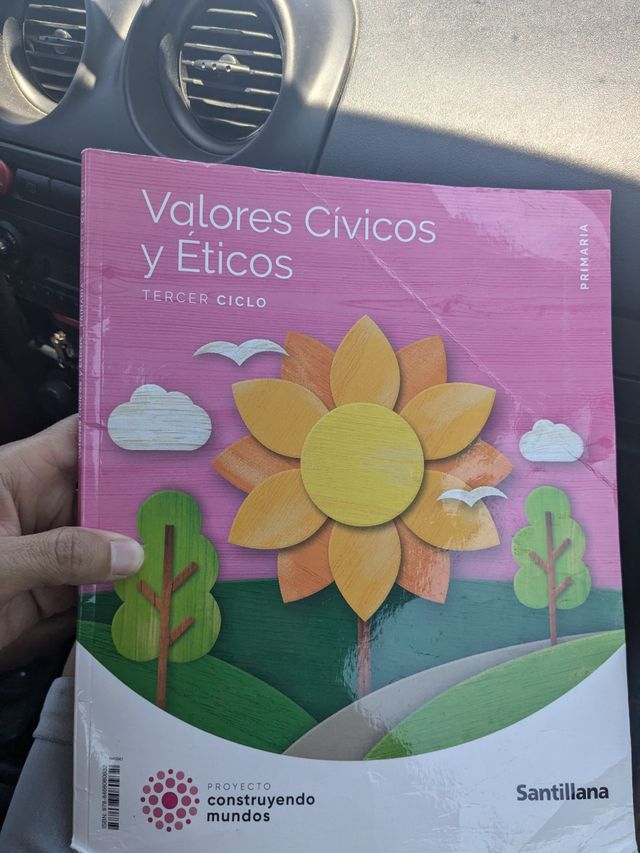 Valores Cívicos
y Éticos
TERCER CICLO
PRIMARIA
PROYECTO
construyendo
mundos
Santillana